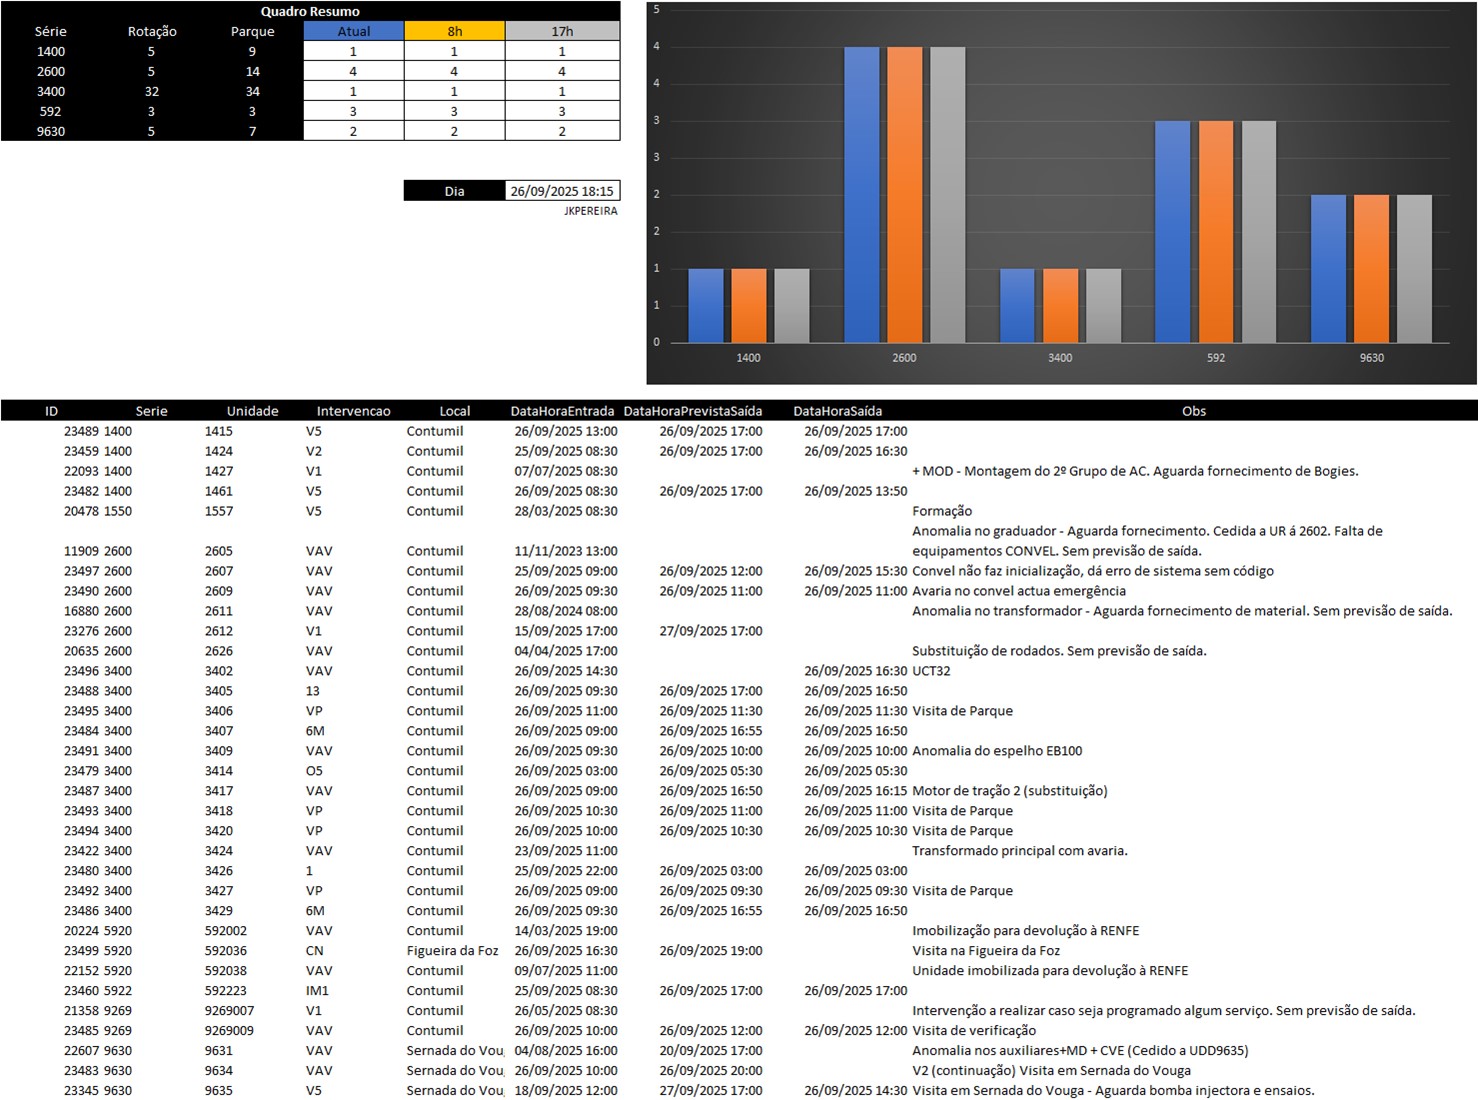 Quadro Resumo
Série Rotação Parque Atual 8h 17h
1400 5 9 1 1 1
2600 5 14 4 4 4
3400 32 34 1 1 1
592 3 3 3 3 3
9630 5 7 2 2 2
Dia 26/09/2025 18:15
JKPEREIRA
5
4
4
3
3
2
2
1
1
0
1400 2600 3400 592 9630
ID Serie Unidade Intervencao Local DataHoraEntrada DataHoraPrevistaSaída DataHoraSaída Obs
23489 1400 1415 V5 Contumil 26/09/2025 13:00 26/09/2025 17:00 26/09/2025 17:00
23459 1400 1424 V2 Contumil 25/09/2025 08:30 26/09/2025 17:00 26/09/2025 16:30
22093 1400 1427 V1 Contumil 07/07/2025 08:30 + MOD - Montagem do 2º Grupo de AC. Aguarda fornecimento de Bogies.
23482 1400 1461 V5 Contumil 26/09/2025 08:30 26/09/2025 17:00 26/09/2025 13:50
20478 1550 1557 V5 Contumil 28/03/2025 08:30 Formação
Anomalia no graduador - Aguarda fornecimento. Cedida a UR á 2602. Falta de
11909 2600 2605 VAV Contumil 11/11/2023 13:00 equipamentos CONVEL. Sem previsão de saída.
23497 2600 2607 VAV Contumil 25/09/2025 09:00 26/09/2025 12:00 26/09/2025 15:30 Convel não faz inicialização, dá erro de sistema sem código
23490 2600 2609 VAV Contumil 26/09/2025 09:30 26/09/2025 11:00 26/09/2025 11:00 Avaria no convel actua emergência
16880 2600 2611 VAV Contumil 28/08/2024 08:00 Anomalia no transformador - Aguarda fornecimento de material. Sem previsão de saída.
23276 2600 2612 V1 Contumil 15/09/2025 17:00 27/09/2025 17:00
20635 2600 2626 VAV Contumil 04/04/2025 17:00 Substituição de rodados. Sem previsão de saída.
23496 3400 3402 VAV Contumil 26/09/2025 14:30 26/09/2025 16:30 UCT32
23488 3400 3405 13 Contumil 26/09/2025 09:30 26/09/2025 17:00 26/09/2025 16:50
23495 3400 3406 VP Contumil 26/09/2025 11:00 26/09/2025 11:30 26/09/2025 11:30 Visita de Parque
23484 3400 3407 6M Contumil 26/09/2025 09:00 26/09/2025 16:55 26/09/2025 16:50
23491 3400 3409 VAV Contumil 26/09/2025 09:30 26/09/2025 10:00 26/09/2025 10:00 Anomalia do espelho EB100
23479 3400 3414 O5 Contumil 26/09/2025 03:00 26/09/2025 05:30 26/09/2025 05:30
23487 3400 3417 VAV Contumil 26/09/2025 09:00 26/09/2025 16:50 26/09/2025 16:15 Motor de tração 2 (substituição)
23493 3400 3418 VP Contumil 26/09/2025 10:30 26/09/2025 11:00 26/09/2025 11:00 Visita de Parque
23494 3400 3420 VP Contumil 26/09/2025 10:00 26/09/2025 10:30 26/09/2025 10:30 Visita de Parque
23422 3400 3424 VAV Contumil 23/09/2025 11:00 Transformado principal com avaria.
23480 3400 3426 1 Contumil 25/09/2025 22:00 26/09/2025 03:00 26/09/2025 03:00
23492 3400 3427 VP Contumil 26/09/2025 09:00 26/09/2025 09:30 26/09/2025 09:30 Visita de Parque
23486 3400 3429 6M Contumil 26/09/2025 09:30 26/09/2025 16:55 26/09/2025 16:50
20224 5920 592002 VAV Contumil 14/03/2025 19:00 Imobilização para devolução à RENFE
23499 5920 592036 CN Figueira da Foz 26/09/2025 16:30 26/09/2025 19:00 Visita na Figueira da Foz
22152 5920 592038 VAV Contumil 09/07/2025 11:00 Unidade imobilizada para devolução à RENFE
23460 5922 592223 IM1 Contumil 25/09/2025 08:30 26/09/2025 17:00 26/09/2025 17:00
21358 9269 9269007 V1 Contumil 26/05/2025 08:30 Intervenção a realizar caso seja programado algum serviço. Sem previsão de saída.
23485 9269 9269009 VAV Contumil 26/09/2025 10:00 26/09/2025 12:00 26/09/2025 12:00 Visita de verificação
22607 9630 9631 VAV Sernada do Voug 04/08/2025 16:00 20/09/2025 17:00 Anomalia nos auxiliares+MD + CVE (Cedido a UDD9635)
23483 9630 9634 VAV Sernada do Voug 26/09/2025 10:00 26/09/2025 20:00 V2 (continuação) Visita em Sernada do Vouga
23345 9630 9635 V5 Sernada do Voug 18/09/2025 12:00 27/09/2025 17:00 26/09/2025 14:30 Visita em Sernada do Vouga - Aguarda bomba injectora e ensaios.